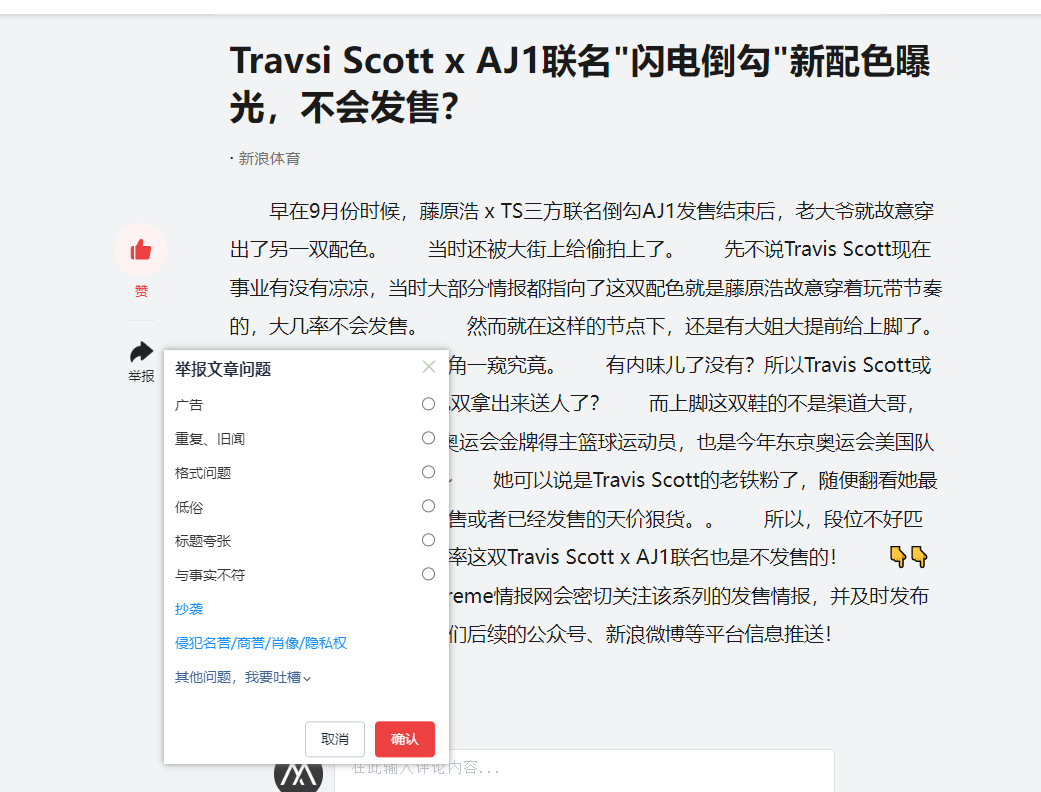 Travsi Scott x AJ1联名"闪电倒勾"新配色曝
光，不会发售？
· 新浪体育
早在9月份时候，藤原浩 x TS三方联名倒勾AJ1发售结束后，老大爷就故意穿
出了另一双配色。 当时还被大街上给偷拍上了。 先不说Travis Scott现在
事业有没有凉凉，当时大部分情报都指向了这双配色就是藤原浩故意穿着玩带节奏
的，大几率不会发售。 然而就在这样的节点下，还是有大姐大提前给上脚了。
角一窥究竟。 有内味儿了没有？所以Travis Scott或
双拿出来送人了？ 而上脚这双鞋的不是渠道大哥，
奥运会金牌得主篮球运动员，也是今年东京奥运会美国队
她可以说是Travis Scott的老铁粉了，随便翻看她最
售或者已经发售的天价狠货。。 所以，段位不好匹
率这双Travis Scott x AJ1联名也是不发售的！ 👇👇
reme情报网会密切关注该系列的发售情报，并及时发布
们后续的公众号、新浪微博等平台信息推送！
赞
举报
举报文章问题
广告
重复、旧闻
格式问题
低俗
标题夸张
与事实不符
抄袭
侵犯名誉/商誉/肖像/隐私权
其他问题，我要吐槽
取消 确认
在此输入评论内容...